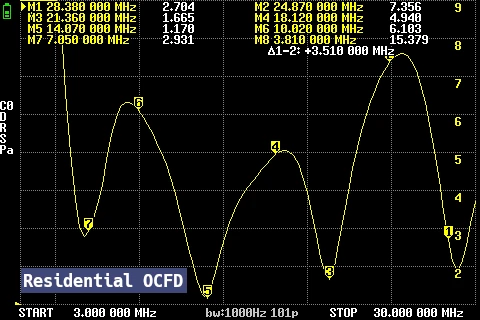 M1 28.380 000 MHz 2.704 M2 24.870 000 MHz 7.356 9
M3 21.360 000 MHz 1.665 M4 18.120 000 MHz 4.940
M5 14.070 000 MHz 1.170 M6 10.020 000 MHz 6.103
M7 7.050 000 MHz 2.931 M8 3.810 000 MHz 15.379
Δ1-2: +3.510 000 MHz 8
7
C0
D
R
S
Pa
6
6
5
4
4
7
1
3
3
2
Residential OCFD
5
START 3.000 000 MHz bw:1000Hz 101p STOP 30.000 000 MHz